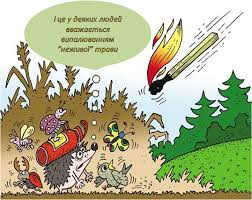 І це у деяких людей
вважається
випалюванням
"неживої" трави